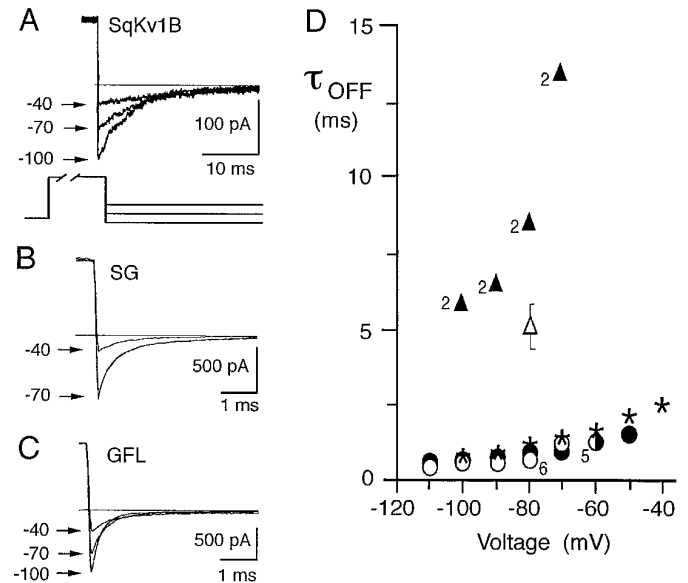 A
SqKv1B
-40
-70
-100
100 pA
10 ms
B
SG
-40
-70
500 pA
1 ms
C
GFL
-40
-70
-100
500 pA
1 ms
D
τOFF
(ms)
15
10
5
0
2
2
2
2
6
5
-120 -100 -80 -60 -40
Voltage (mV)